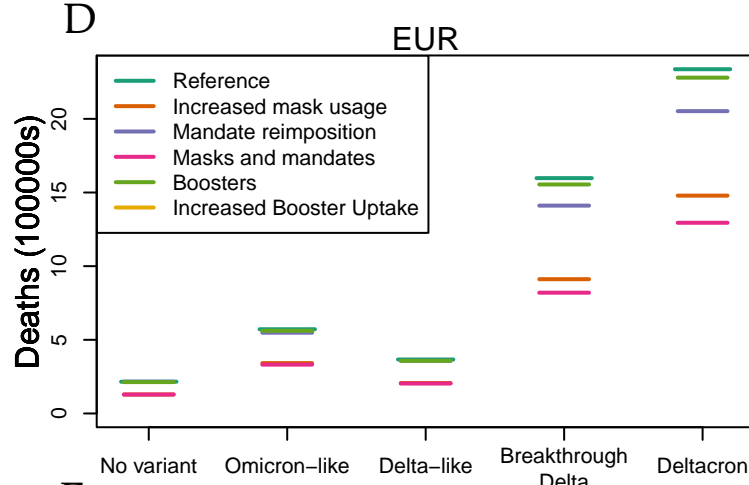 D
EUR
Reference
Increased mask usage
Mandate reimposition
Masks and mandates
Boosters
Increased Booster Uptake
Deaths (100000s)
20
15
10
5
0
No variant
Omicron−like
Delta−like
Breakthrough
Delta
Deltacron